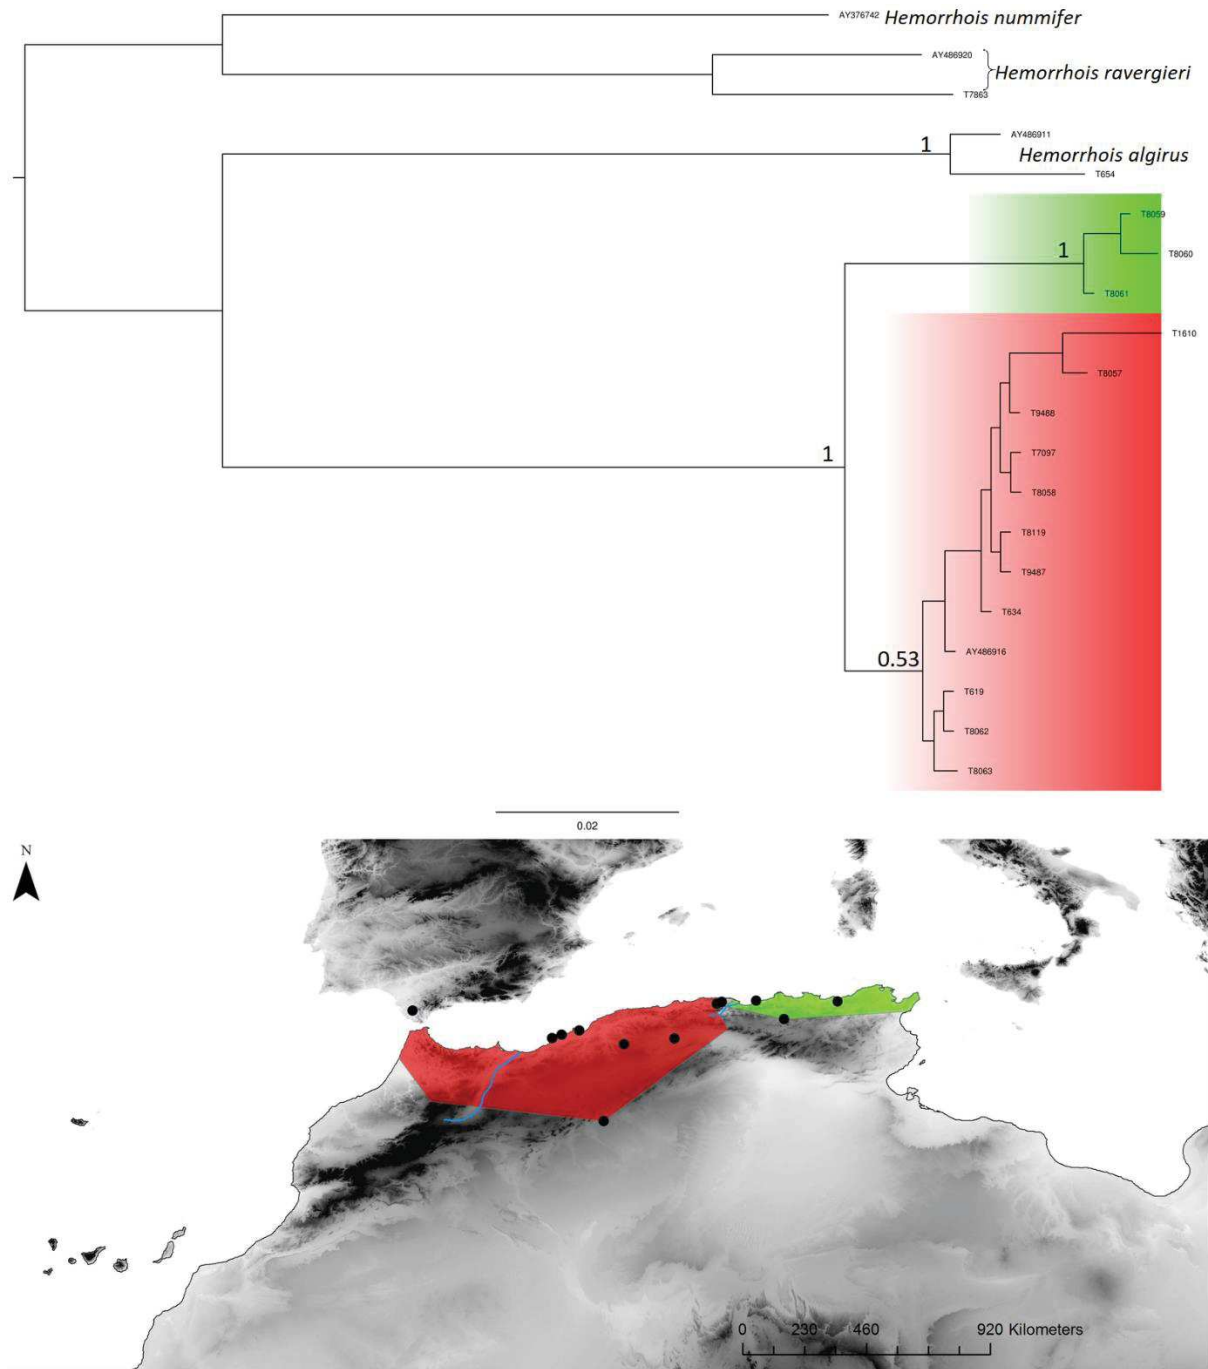 AY376742 Hemorrhois nummifer
AY486920
Hemorrhois ravergieri
T7863
AY486911
1
Hemorrhois algirus
T654
T8059
1
T8060
T8061
T1610
T8057
T9488
1
T7097
T8058
T8119
T9487
T634
0.53
AY486916
T619
T8062
T8063
0.02
N
0 230 460 920 Kilometers